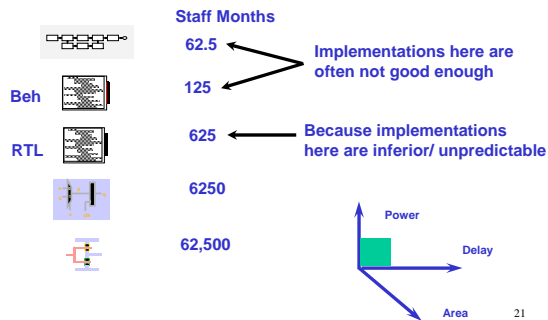 Staff Months
62.5
Implementations here are
often not good enough
Beh
125
RTL
625
Because implementations
here are inferior/ unpredictable
6250
62,500
Power
Delay
Area
21